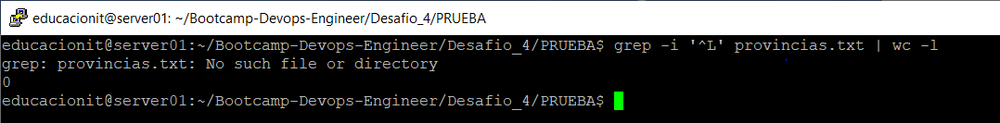 educacionit@server01: ~/Bootcamp-Devops-Engineer/Desafio_4/PRUEBA
educacionit@server01:~/Bootcamp-Devops-Engineer/Desafio_4/PRUEBA$ grep -i '^L' provincias.txt | wc -l
grep: provincias.txt: No such file or directory
0
educacionit@server01:~/Bootcamp-Devops-Engineer/Desafio_4/PRUEBA$